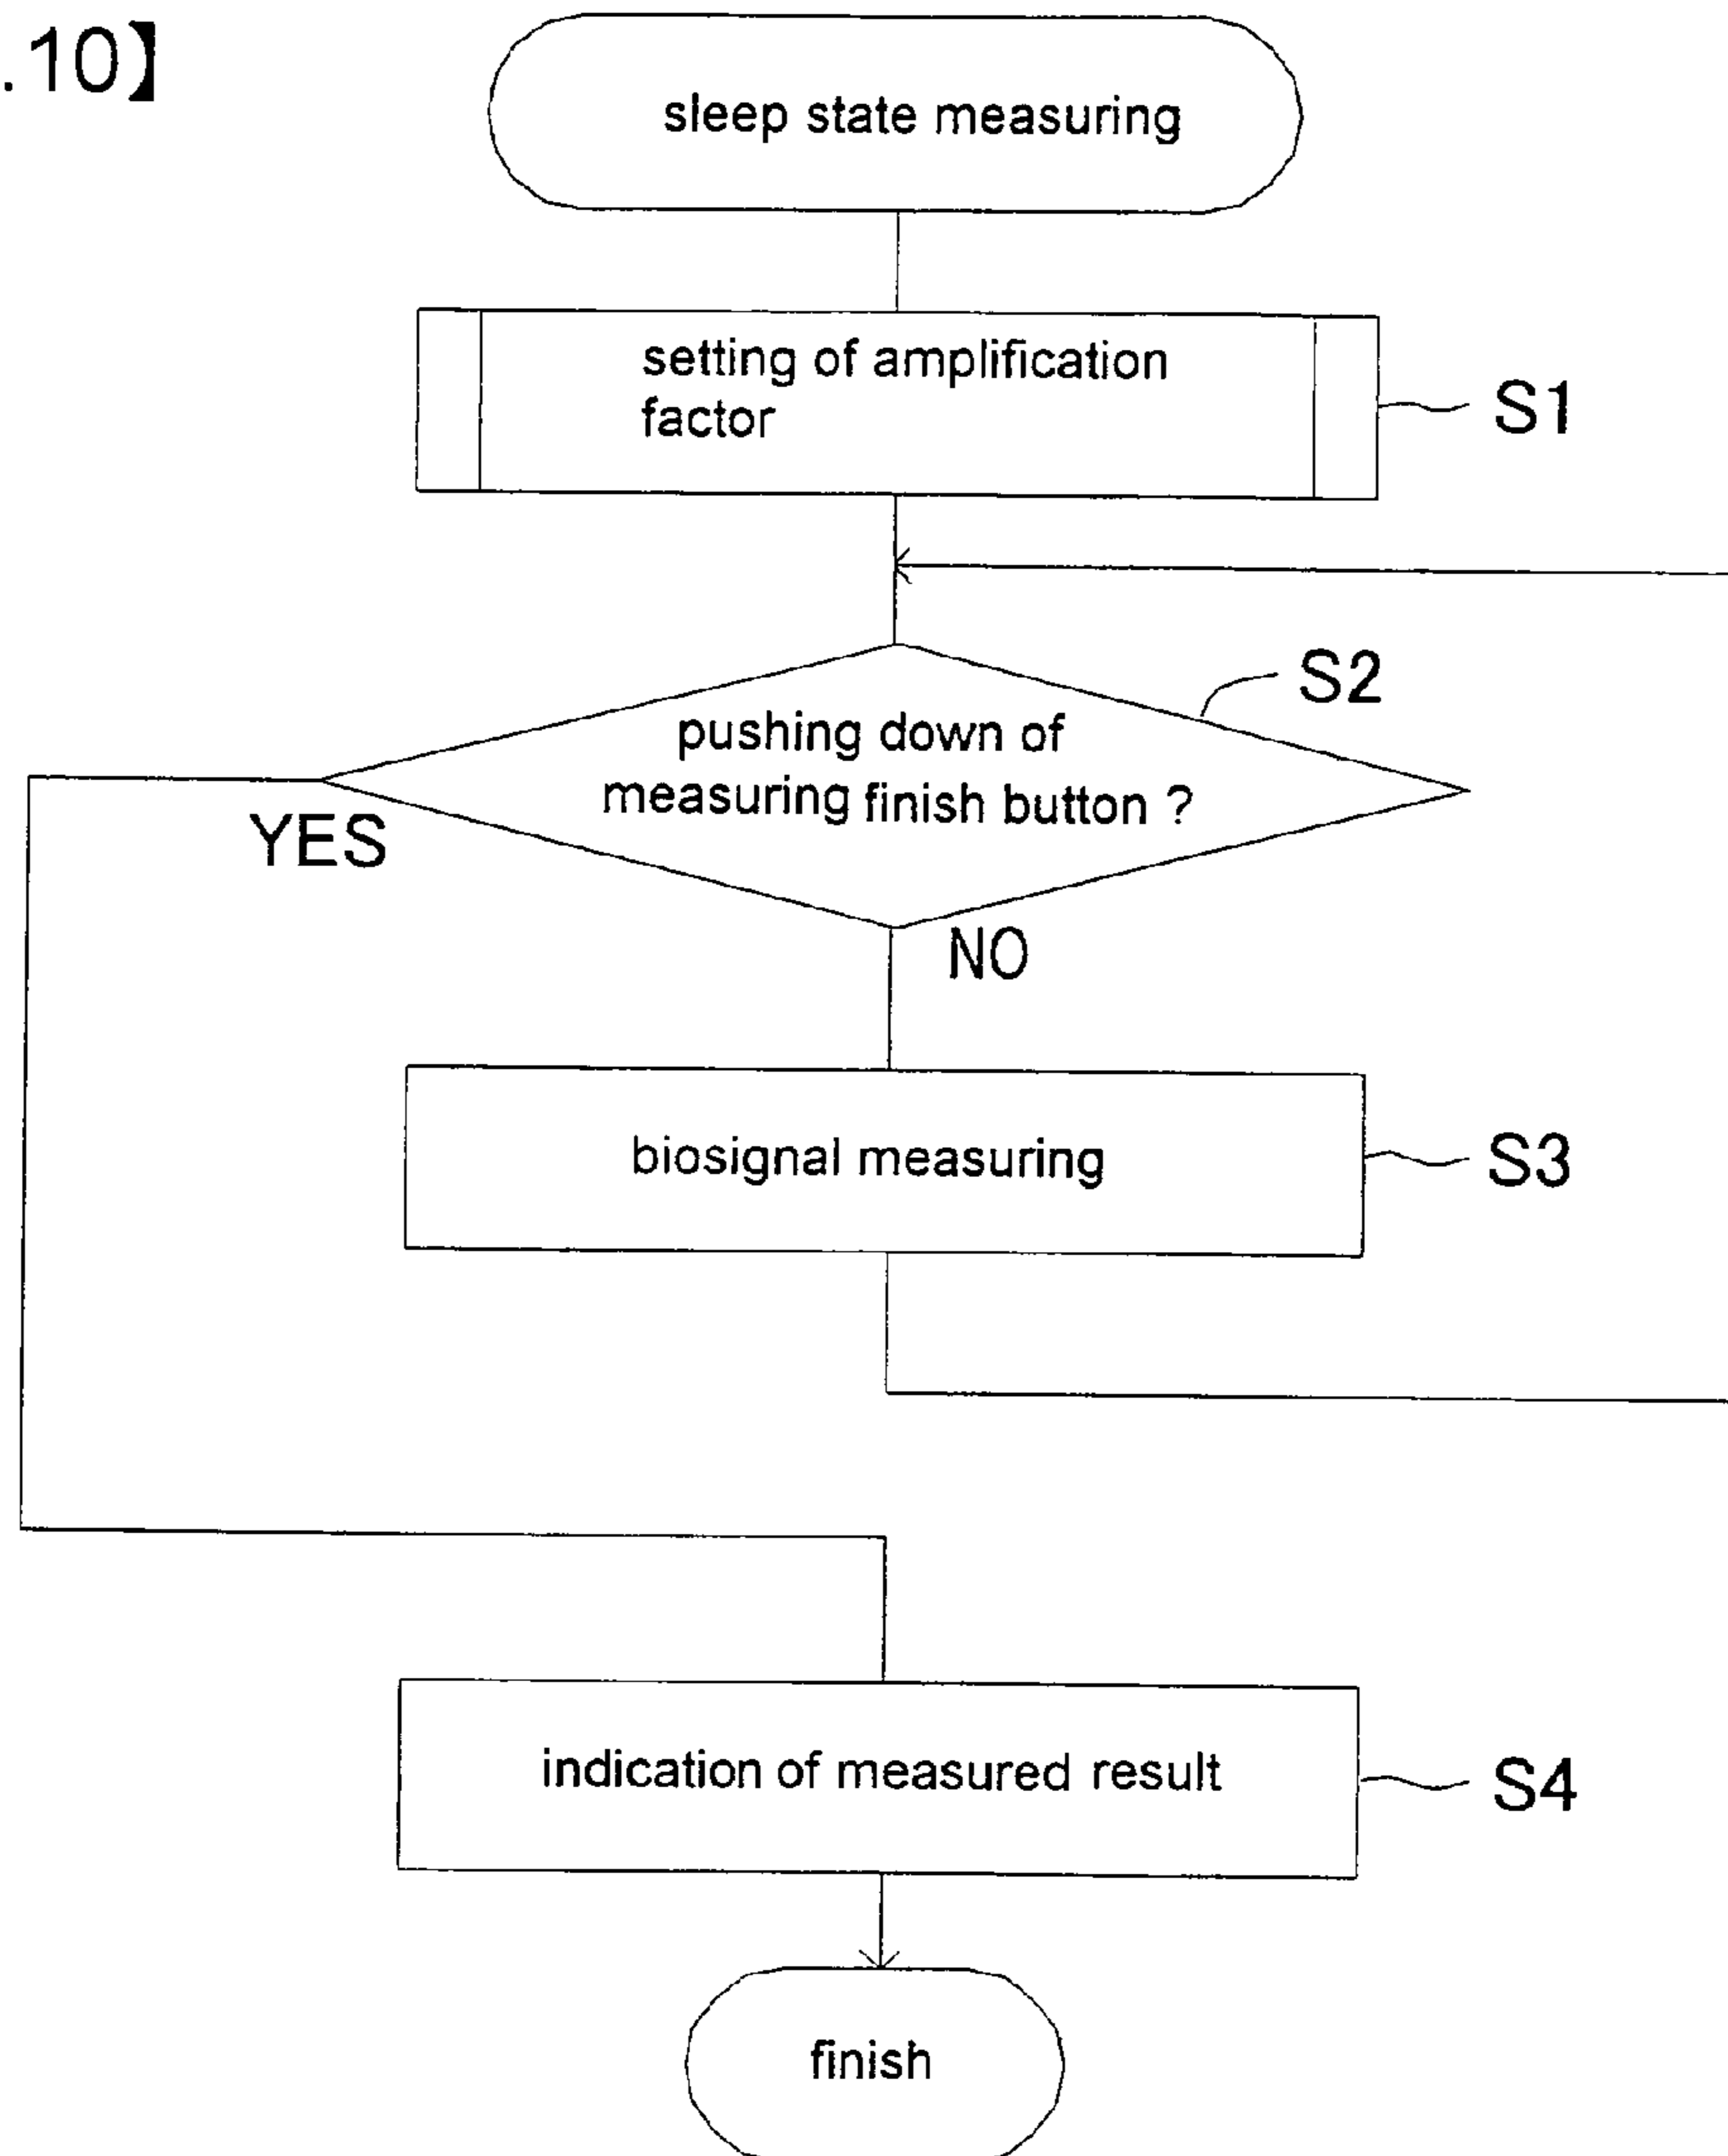 .10】
sleep state measuring
setting of amplification
factor
S1
S2
pushing down of
measuring finish button ?
YES
NO
biosignal measuring
S3
indication of measured result
S4
finish